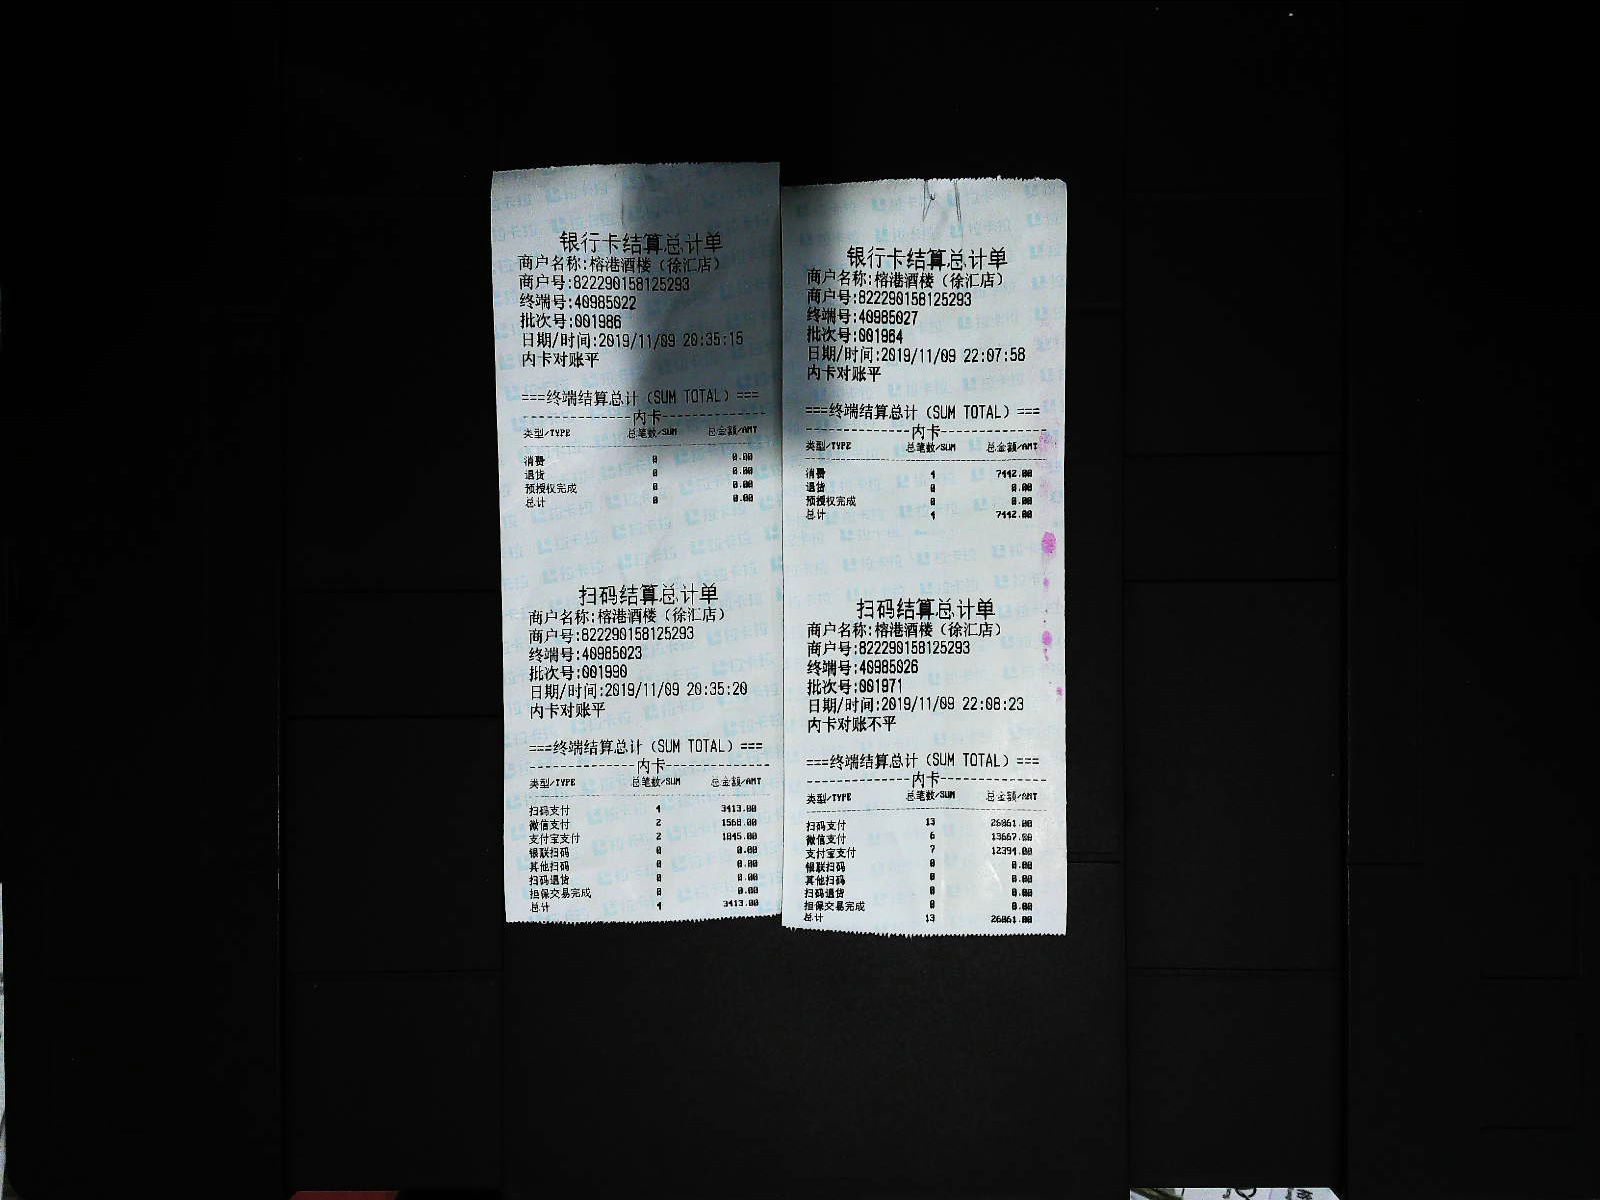 银行卡结算总计单
商户名称:榕港酒楼（徐汇店）
商户号:822290158125293
终端号:40985022
批次号:001986
日期/时间:2019/11/09 20:35:15
内卡对账平
===终端结算总计（SUM TOTAL）===
内卡
类型/TYPE 总笔数/SUM 总金额/AMT
消费 0 0.00
退货 0 0.00
预授权完成 0 0.00
总计 0 0.00
扫码结算总计单
商户名称:榕港酒楼（徐汇店）
商户号:822290158125293
终端号:40985023
批次号:001990
日期/时间:2019/11/09 20:35:20
内卡对账平
===终端结算总计（SUM TOTAL）===
内卡
类型/TYPE 总笔数/SUM 总金额/AMT
扫码支付 4 3413.00
微信支付 2 1568.00
支付宝支付 2 1845.00
银联扫码 0 0.00
其他扫码 0 0.00
扫码退货 0 0.00
担保交易完成 0 0.00
总计 4 3413.00
银行卡结算总计单
商户名称:榕港酒楼（徐汇店）
商户号:822290158125293
终端号:40985027
批次号:001964
日期/时间:2019/11/09 22:07:58
内卡对账平
===终端结算总计（SUM TOTAL）===
内卡
类型/TYPE 总笔数/SUM 总金额/AMT
消费 4 7442.00
退货 0 0.00
预授权完成 0 0.00
总计 4 7442.00
扫码结算总计单
商户名称:榕港酒楼（徐汇店）
商户号:822290158125293
终端号:40985026
批次号:001971
日期/时间:2019/11/09 22:08:23
内卡对账不平
===终端结算总计（SUM TOTAL）===
内卡
类型/TYPE 总笔数/SUM 总金额/AMT
扫码支付 13 26061.00
微信支付 6 13667.00
支付宝支付 7 12394.00
银联扫码 0 0.00
其他扫码 0 0.00
扫码退货 0 0.00
担保交易完成 0 0.00
总计 13 26061.00